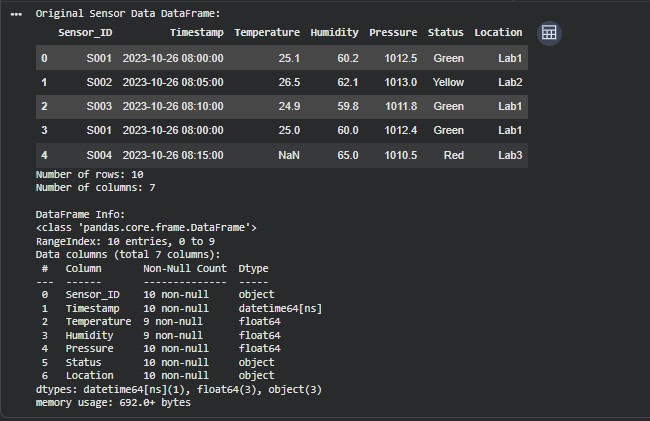 Original Sensor Data DataFrame:
Sensor_ID Timestamp Temperature Humidity Pressure Status Location
0 S001 2023-10-26 08:00:00 25.1 60.2 1012.5 Green Lab1
1 S002 2023-10-26 08:05:00 26.5 62.1 1013.0 Yellow Lab2
2 S003 2023-10-26 08:10:00 24.9 59.8 1011.8 Green Lab1
3 S001 2023-10-26 08:00:00 25.0 60.0 1012.4 Green Lab1
4 S004 2023-10-26 08:15:00 NaN 65.0 1010.5 Red Lab3
Number of rows: 10
Number of columns: 7
DataFrame Info:
<class 'pandas.core.frame.DataFrame'>
RangeIndex: 10 entries, 0 to 9
Data columns (total 7 columns):
# Column Non-Null Count Dtype
--- ------ -------------- -----
0 Sensor_ID 10 non-null object
1 Timestamp 10 non-null datetime64[ns]
2 Temperature 9 non-null float64
3 Humidity 9 non-null float64
4 Pressure 10 non-null float64
5 Status 10 non-null object
6 Location 10 non-null object
dtypes: datetime64[ns](1), float64(3), object(3)
memory usage: 692.0+ bytes